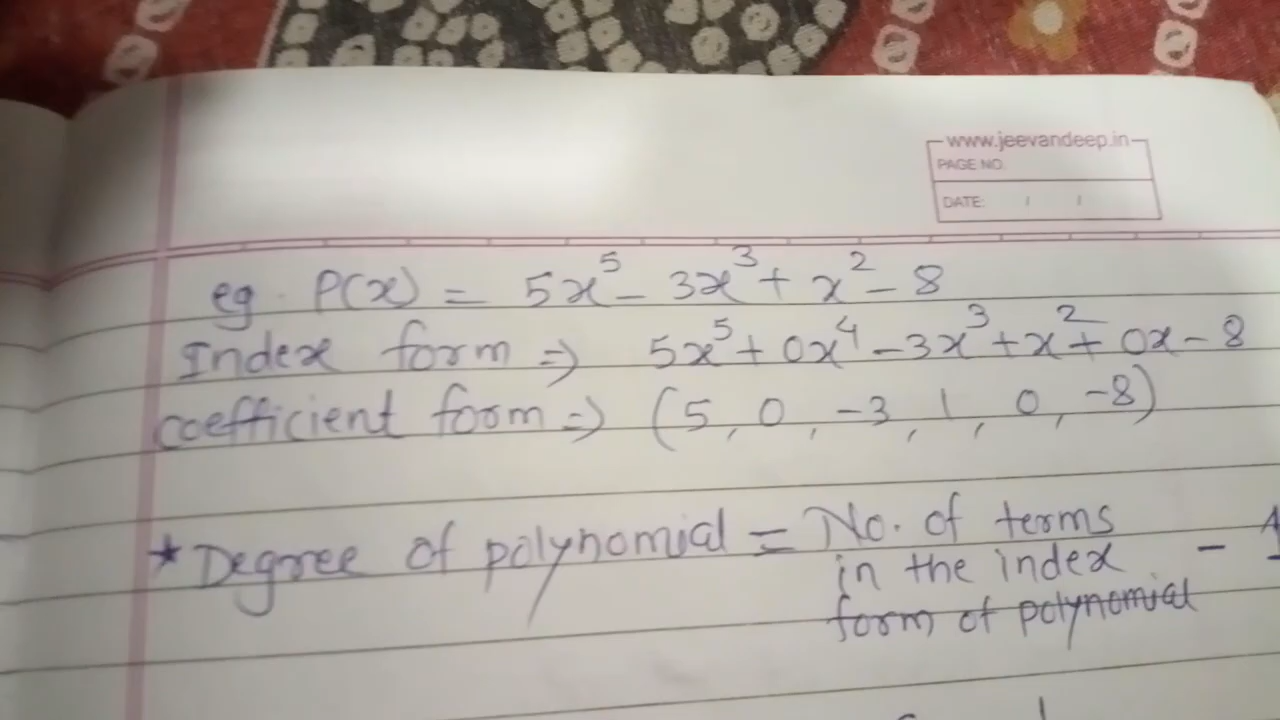 www.jeevandeep.in
PAGE NO.
DATE: / /
eg. P(x) = 5x⁵ - 3x³ + x² - 8
Index form ⇒ 5x⁵ + 0x⁴ - 3x³ + x² + 0x - 8
coefficient form ⇒ (5, 0, -3, 1, 0, -8)
★ Degree of polynomial = No. of terms
in the index - 1
form of polynomial